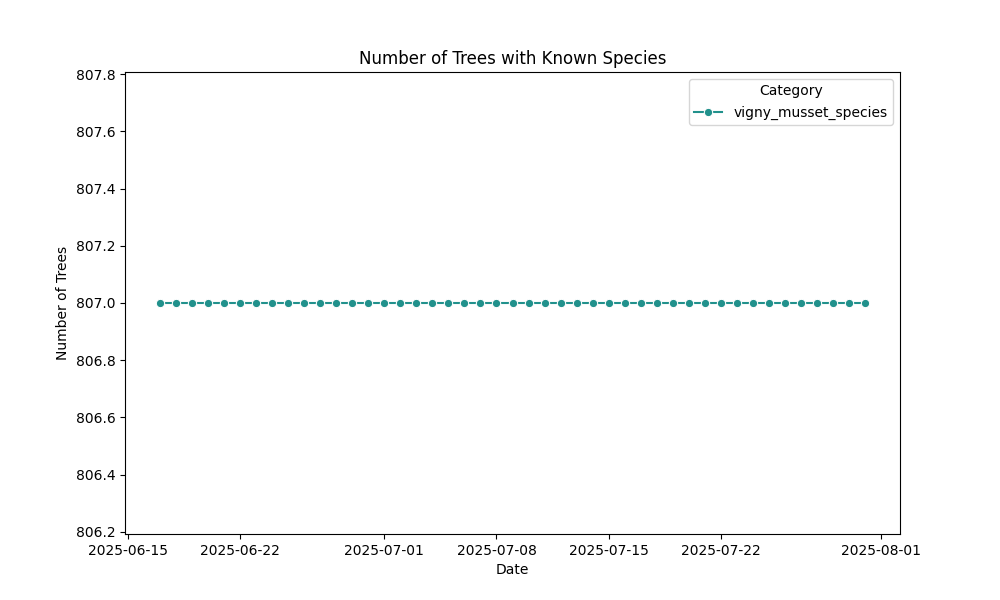 Number of Trees with Known Species
Category
vigny_musset_species
Number of Trees
807.8
807.6
807.4
807.2
807.0
806.8
806.6
806.4
806.2
2025-06-15 2025-06-22 2025-07-01 2025-07-08 2025-07-15 2025-07-22 2025-08-01
Date